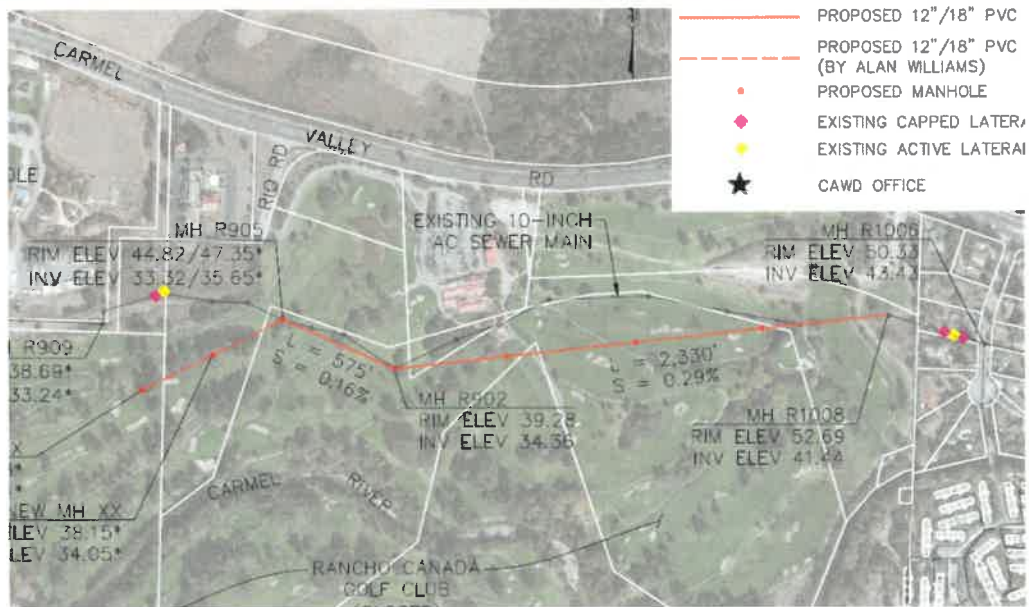 PROPOSED 12"/18" PVC
PROPOSED 12"/18" PVC
(BY ALAN WILLIAMS)
PROPOSED MANHOLE
EXISTING CAPPED LATERA
EXISTING ACTIVE LATERAL
CAWD OFFICE
CARMEL
VALLEY
RD
RIO RD
OLE
MH R905
RIM ELEV 44.82/47.35*
INV ELEV 33.32/35.65*
EXISTING 10-INCH
AC SEWER MAIN
MH R1006
RIM ELEV 50.33
INV ELEV 43.43
R909
38.69*
33.24*
L = 575'
S = 0.16%
L = 2,330'
S = 0.29%
MH R902
RIM ELEV 39.28
INV ELEV 34.36
MH R1008
RIM ELEV 52.69
INV ELEV 41.44
X
NEW MH XX
ELEV 38.15*
ELEV 34.05*
CARMEL
RIVER
RANCHO CANADA
GOLF CLUB